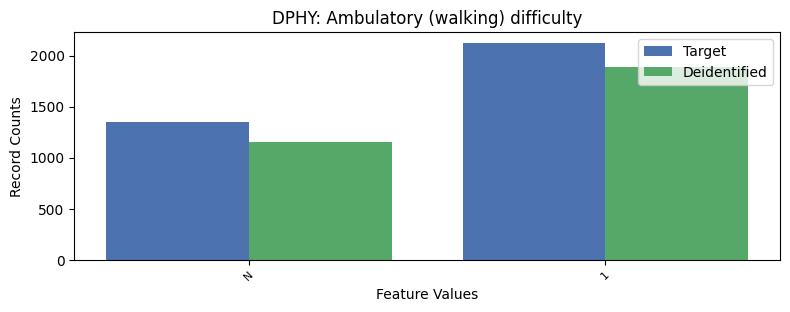 DPHY: Ambulatory (walking) difficulty
Target
Deidentified
2000
1500
1000
500
0
Record Counts
N
1
Feature Values